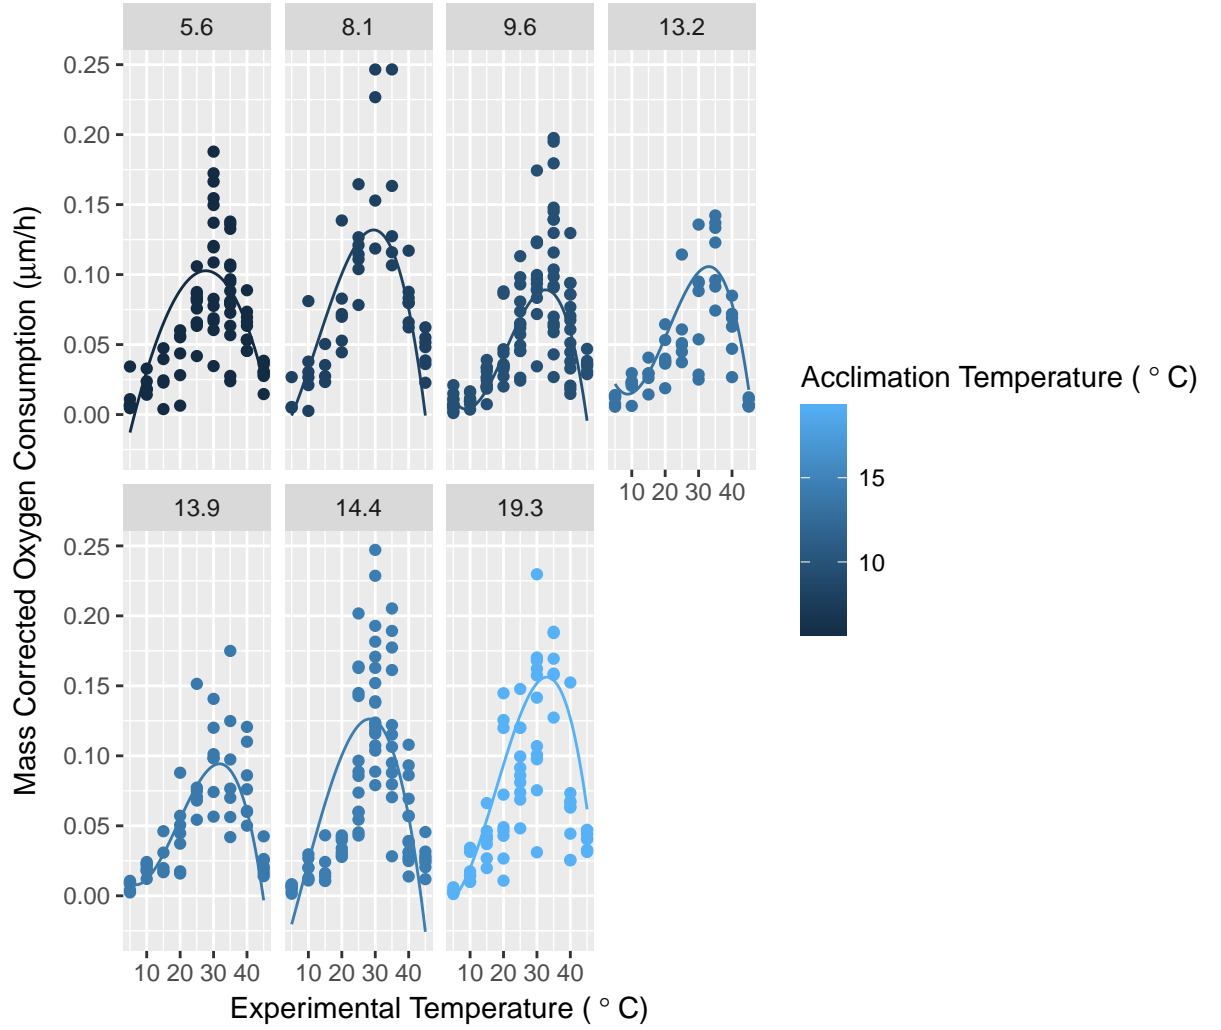 5.6 8.1 9.6 13.2
0.25
0.20
0.15
0.10
0.05
0.00
10 20 30 40
13.9 14.4 19.3
0.25
0.20
0.15
0.10
0.05
0.00
10 20 30 40 10 20 30 40 10 20 30 40
Experimental Temperature ( ° C)
Mass Corrected Oxygen Consumption (μm/h)
Acclimation Temperature ( ° C)
15
10